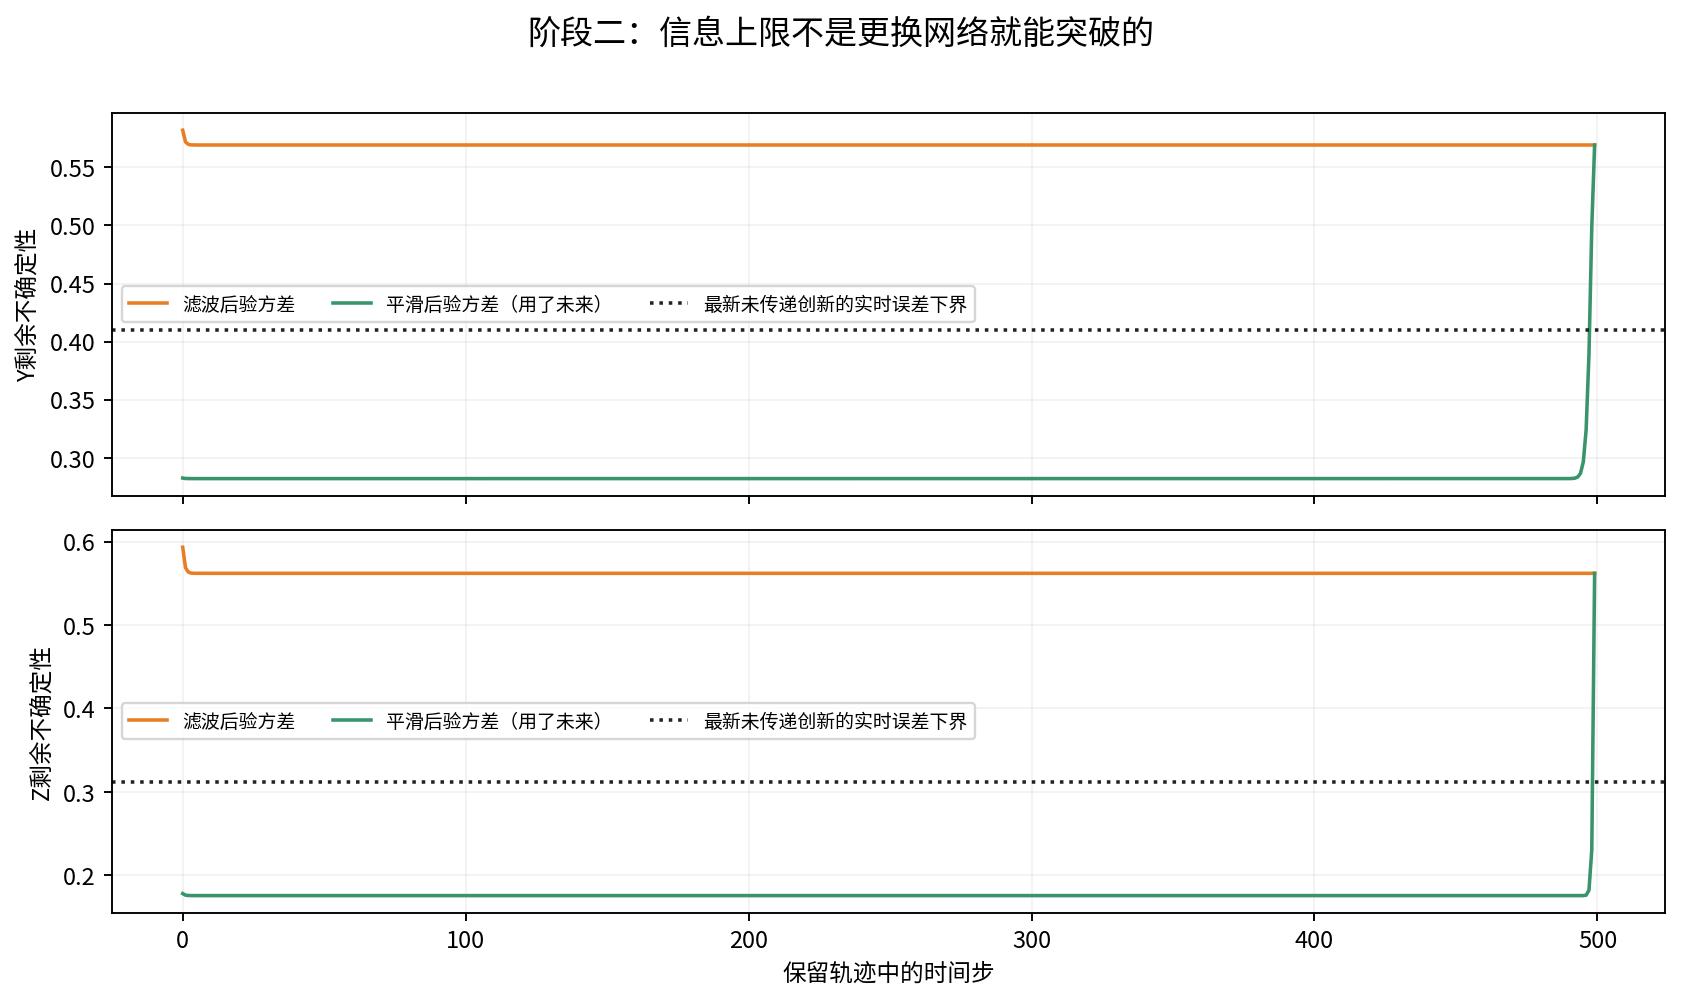 阶段二：信息上限不是更换网络就能突破的
0.55
0.50
0.45
0.40
0.35
0.30
Y剩余不确定性
滤波后验方差 平滑后验方差（用了未来） 最新未传递创新的实时误差下界
0.6
0.5
0.4
0.3
0.2
Z剩余不确定性
滤波后验方差 平滑后验方差（用了未来） 最新未传递创新的实时误差下界
0 100 200 300 400 500
保留轨迹中的时间步